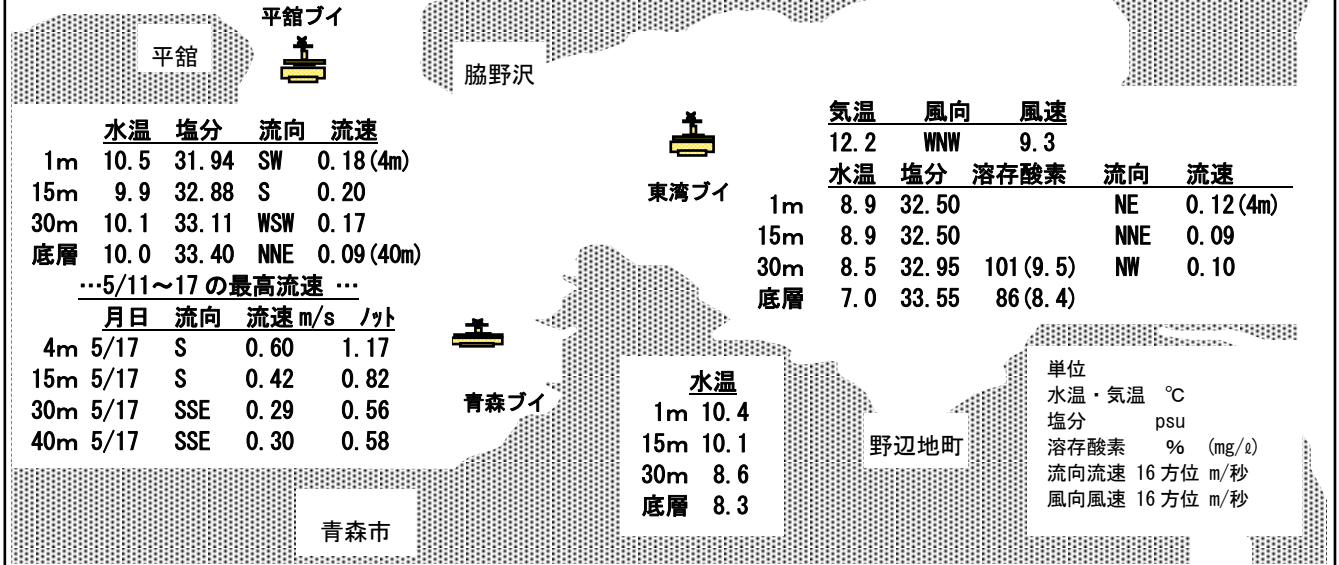 平舘ブイ
平舘
脇野沢
水温 塩分 流向 流速
1m 10.5 31.94 SW 0.18(4m)
15m 9.9 32.88 S 0.20
30m 10.1 33.11 WSW 0.17
底層 10.0 33.40 NNE 0.09(40m)
…5/11～17の最高流速 …
月日 流向 流速m/s ﾉｯﾄ
4m 5/17 S 0.60 1.17
15m 5/17 S 0.42 0.82
30m 5/17 SSE 0.29 0.56
40m 5/17 SSE 0.30 0.58
東湾ブイ
気温 風向 風速
12.2 WNW 9.3
水温 塩分 溶存酸素 流向 流速
1m 8.9 32.50 NE 0.12(4m)
15m 8.9 32.50 NNE 0.09
30m 8.5 32.95 101(9.5) NW 0.10
底層 7.0 33.55 86(8.4)
青森ブイ
水温
1m 10.4
15m 10.1
30m 8.6
底層 8.3
野辺地町
青森市
単位
水温・気温 ℃
塩分 psu
溶存酸素 % (mg/ℓ)
流向流速 16方位 m/秒
風向風速 16方位 m/秒